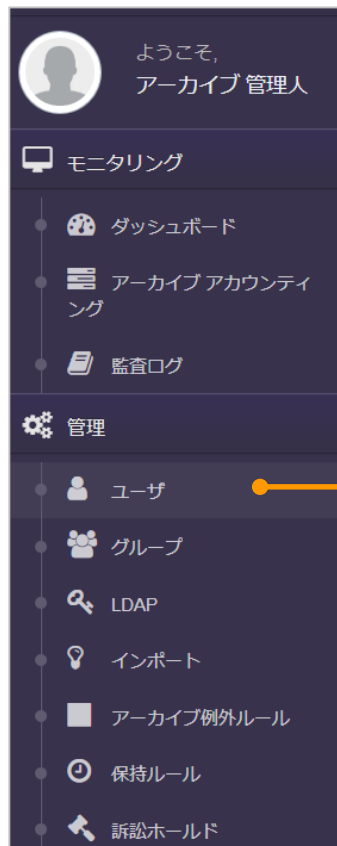 ようこそ,
アーカイブ 管理人
モニタリング
ダッシュボード
アーカイブ アカウンティ
ング
監査ログ
管理
ユーザ
グループ
LDAP
インポート
アーカイブ例外ルール
保持ルール
訴訟ホールド